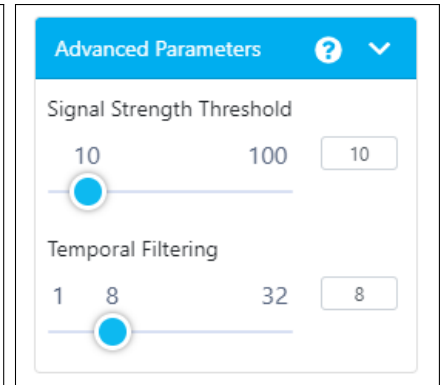 Advanced Parameters ?
Signal Strength Threshold
10 100 10
Temporal Filtering
1 8 32 8